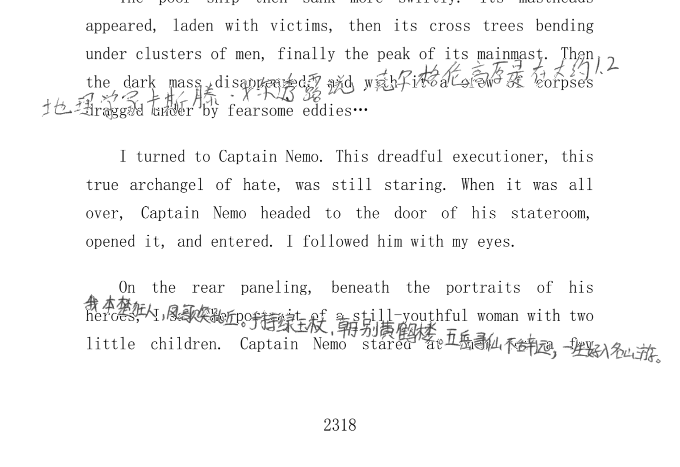 The poor ship then sank more swiftly. Its mastheads
appeared, laden with victims, then its cross trees bending
under clusters of men, finally the peak of its mainmast. Then
the dark mass disappeared, and with it a crew of corpses
地理学家卡斯滕·埃格露说,志尔格伦高原是在大约1.2
dragged under by fearsome eddies…
I turned to Captain Nemo. This dreadful executioner, this
true archangel of hate, was still staring. When it was all
over, Captain Nemo headed to the door of his stateroom,
opened it, and entered. I followed him with my eyes.
On the rear paneling, beneath the portraits of his
我本楚狂人,凤歌笑孔丘。手持绿玉杖,朝别黄鹤楼。五岳寻仙不辞远,一生好入名山游。
heroes, I saw the portrait of a still-youthful woman with two
little children. Captain Nemo stared at them for a few
2318